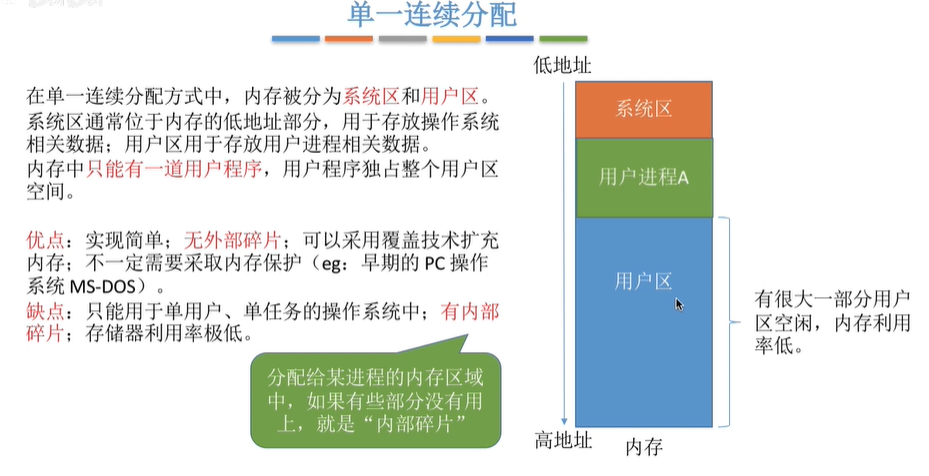 单一连续分配
在单一连续分配方式中，内存被分为系统区和用户区。
系统区通常位于内存的低地址部分，用于存放操作系统
相关数据；用户区用于存放用户进程相关数据。
内存中只能有一道用户程序，用户程序独占整个用户区
空间。
优点：实现简单；无外部碎片；可以采用覆盖技术扩充
内存；不一定需要采取内存保护（eg：早期的 PC 操作
系统 MS-DOS）。
缺点：只能用于单用户、单任务的操作系统中；有内部
碎片；存储器利用率极低。
分配给某进程的内存区域
中，如果有些部分没有用
上，就是“内部碎片”
低地址
系统区
用户进程A
用户区
有很大一部分用户
区空闲，内存利用
率低。
高地址
内存